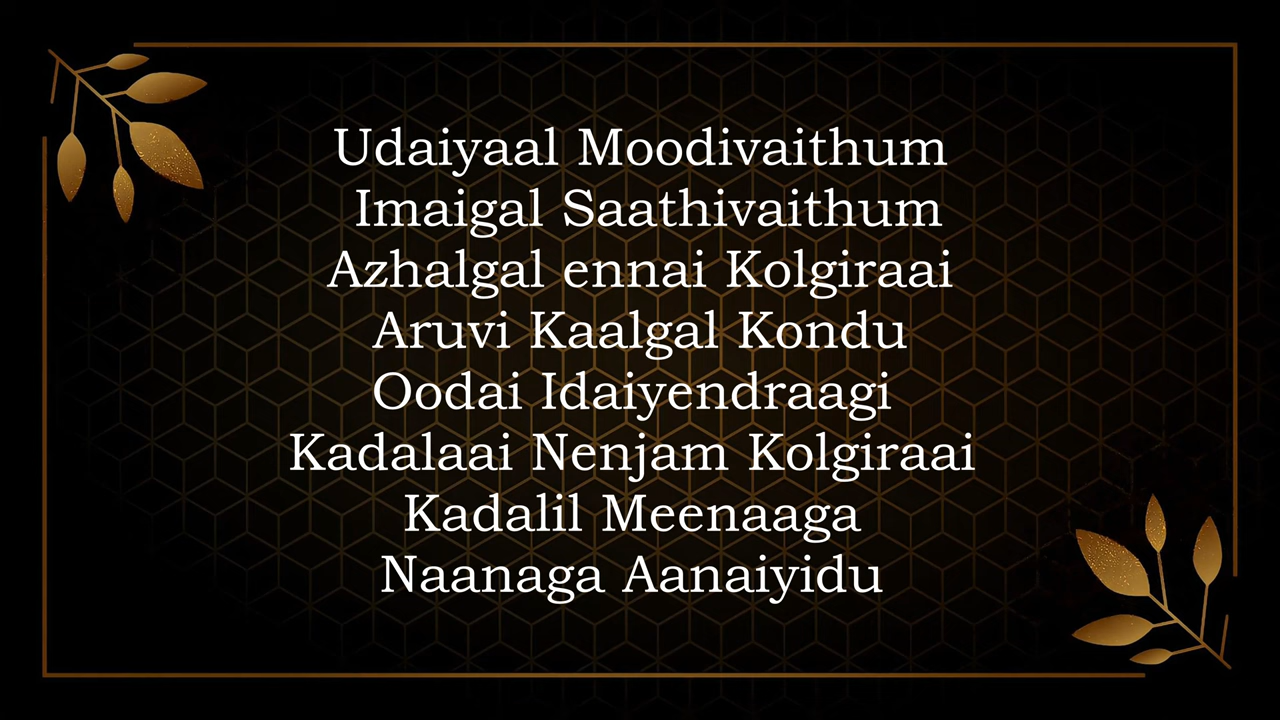 Udaiyaal Moodivaithum
Imaigal Saathivaithum
Azhalgal ennai Kolgiraai
Aruvi Kaalgal Kondu
Oodai Idaiyendraagi
Kadalaai Nenjam Kolgiraai
Kadalil Meenaaga
Naanaga Aanaiyidu